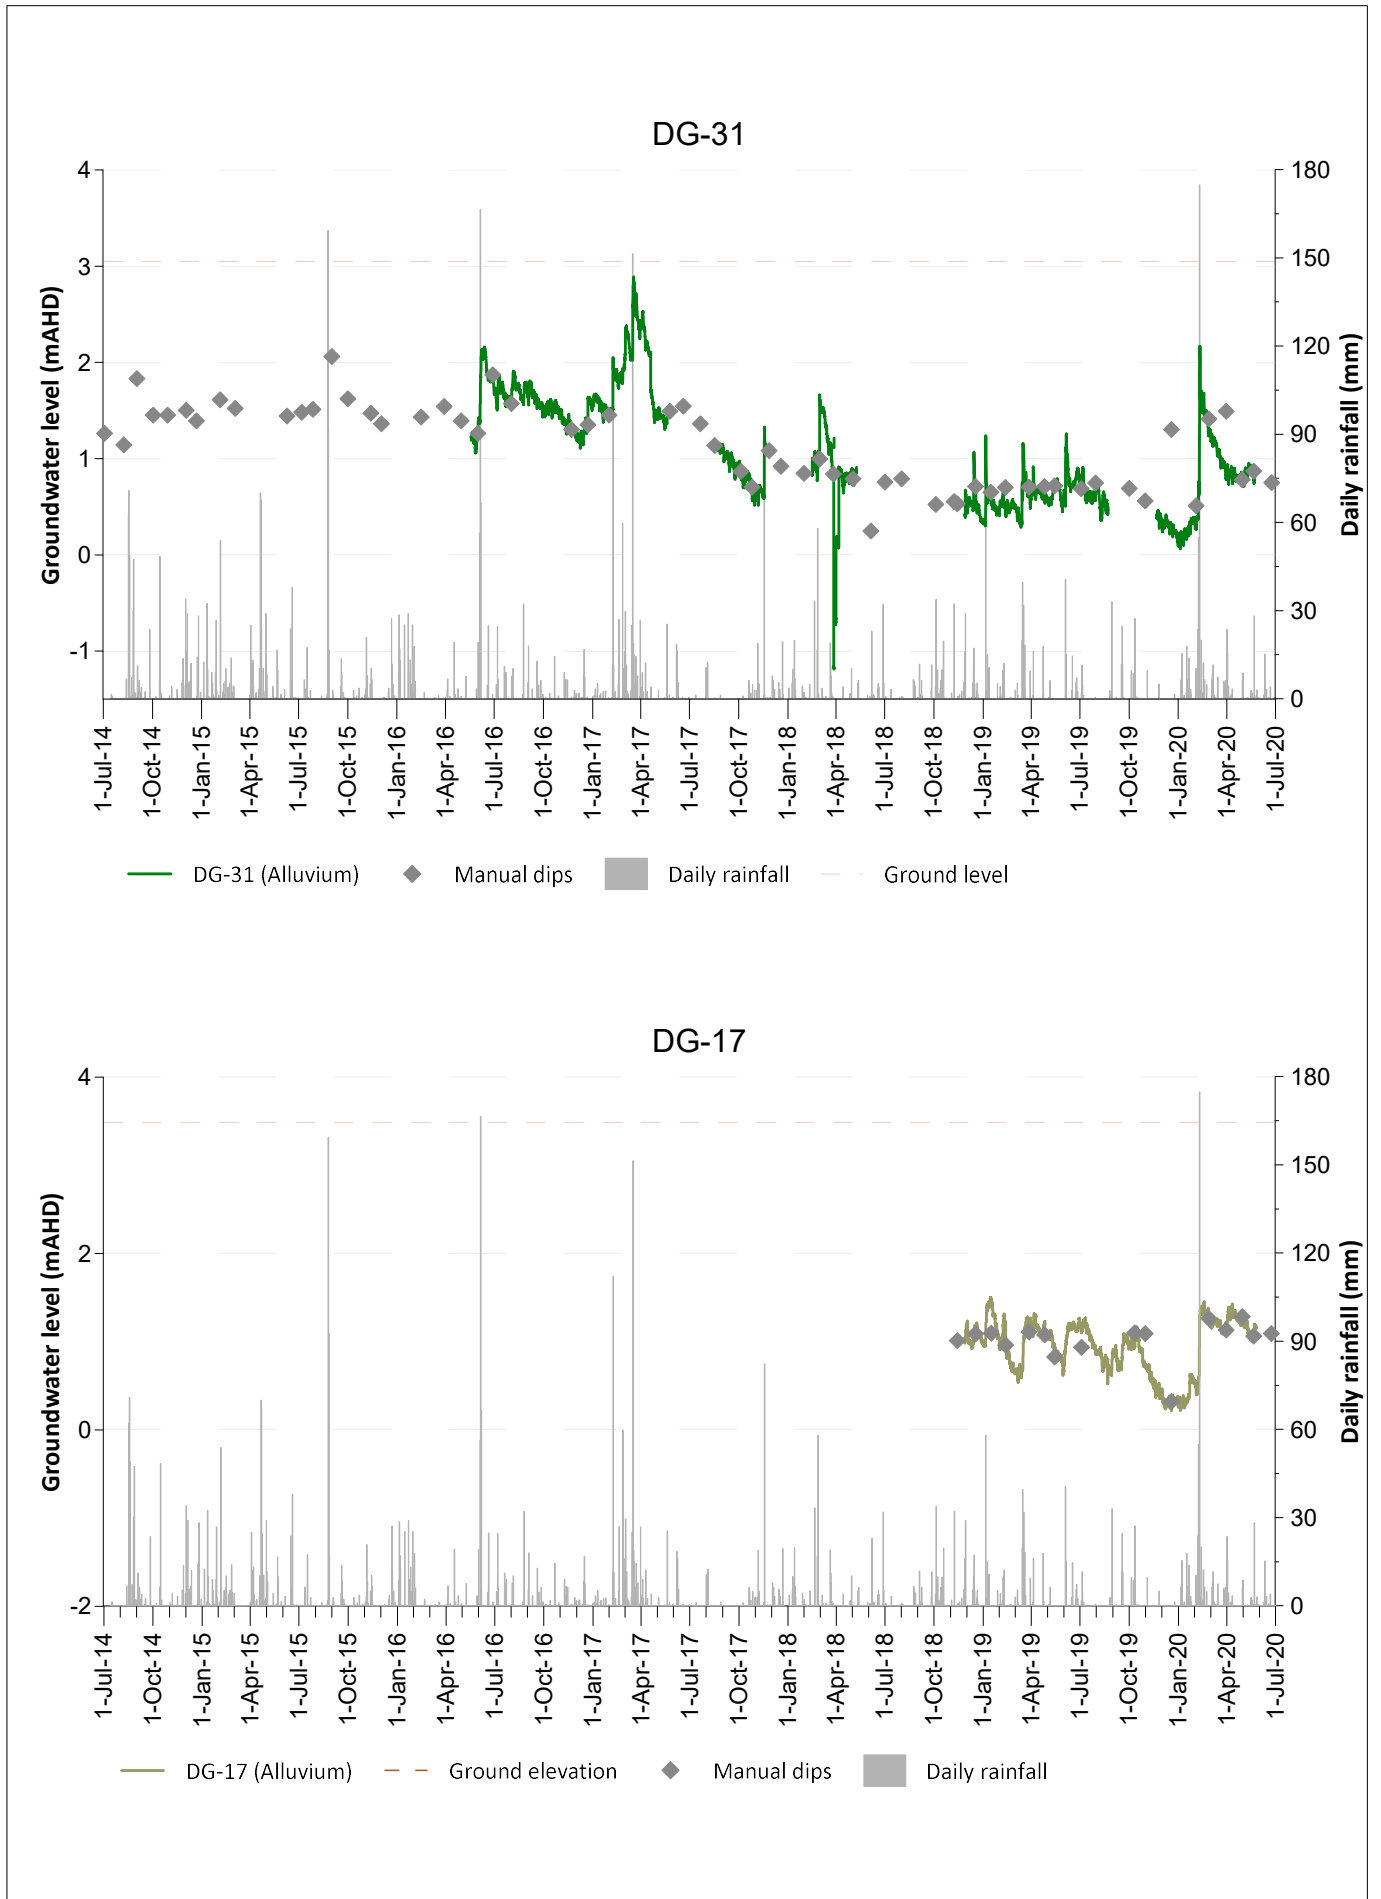 DG-31
4
3
2
1
0
-1
Groundwater level (mAHD)
180
150
120
90
60
30
0
Daily rainfall (mm)
1-Jul-14
1-Oct-14
1-Jan-15
1-Apr-15
1-Jul-15
1-Oct-15
1-Jan-16
1-Apr-16
1-Jul-16
1-Oct-16
1-Jan-17
1-Apr-17
1-Jul-17
1-Oct-17
1-Jan-18
1-Apr-18
1-Jul-18
1-Oct-18
1-Jan-19
1-Apr-19
1-Jul-19
1-Oct-19
1-Jan-20
1-Apr-20
1-Jul-20
DG-31 (Alluvium) Manual dips Daily rainfall Ground level
DG-17
4
2
0
-2
Groundwater level (mAHD)
180
150
120
90
60
30
0
Daily rainfall (mm)
1-Jul-14
1-Oct-14
1-Jan-15
1-Apr-15
1-Jul-15
1-Oct-15
1-Jan-16
1-Apr-16
1-Jul-16
1-Oct-16
1-Jan-17
1-Apr-17
1-Jul-17
1-Oct-17
1-Jan-18
1-Apr-18
1-Jul-18
1-Oct-18
1-Jan-19
1-Apr-19
1-Jul-19
1-Oct-19
1-Jan-20
1-Apr-20
1-Jul-20
DG-17 (Alluvium) Ground elevation Manual dips Daily rainfall